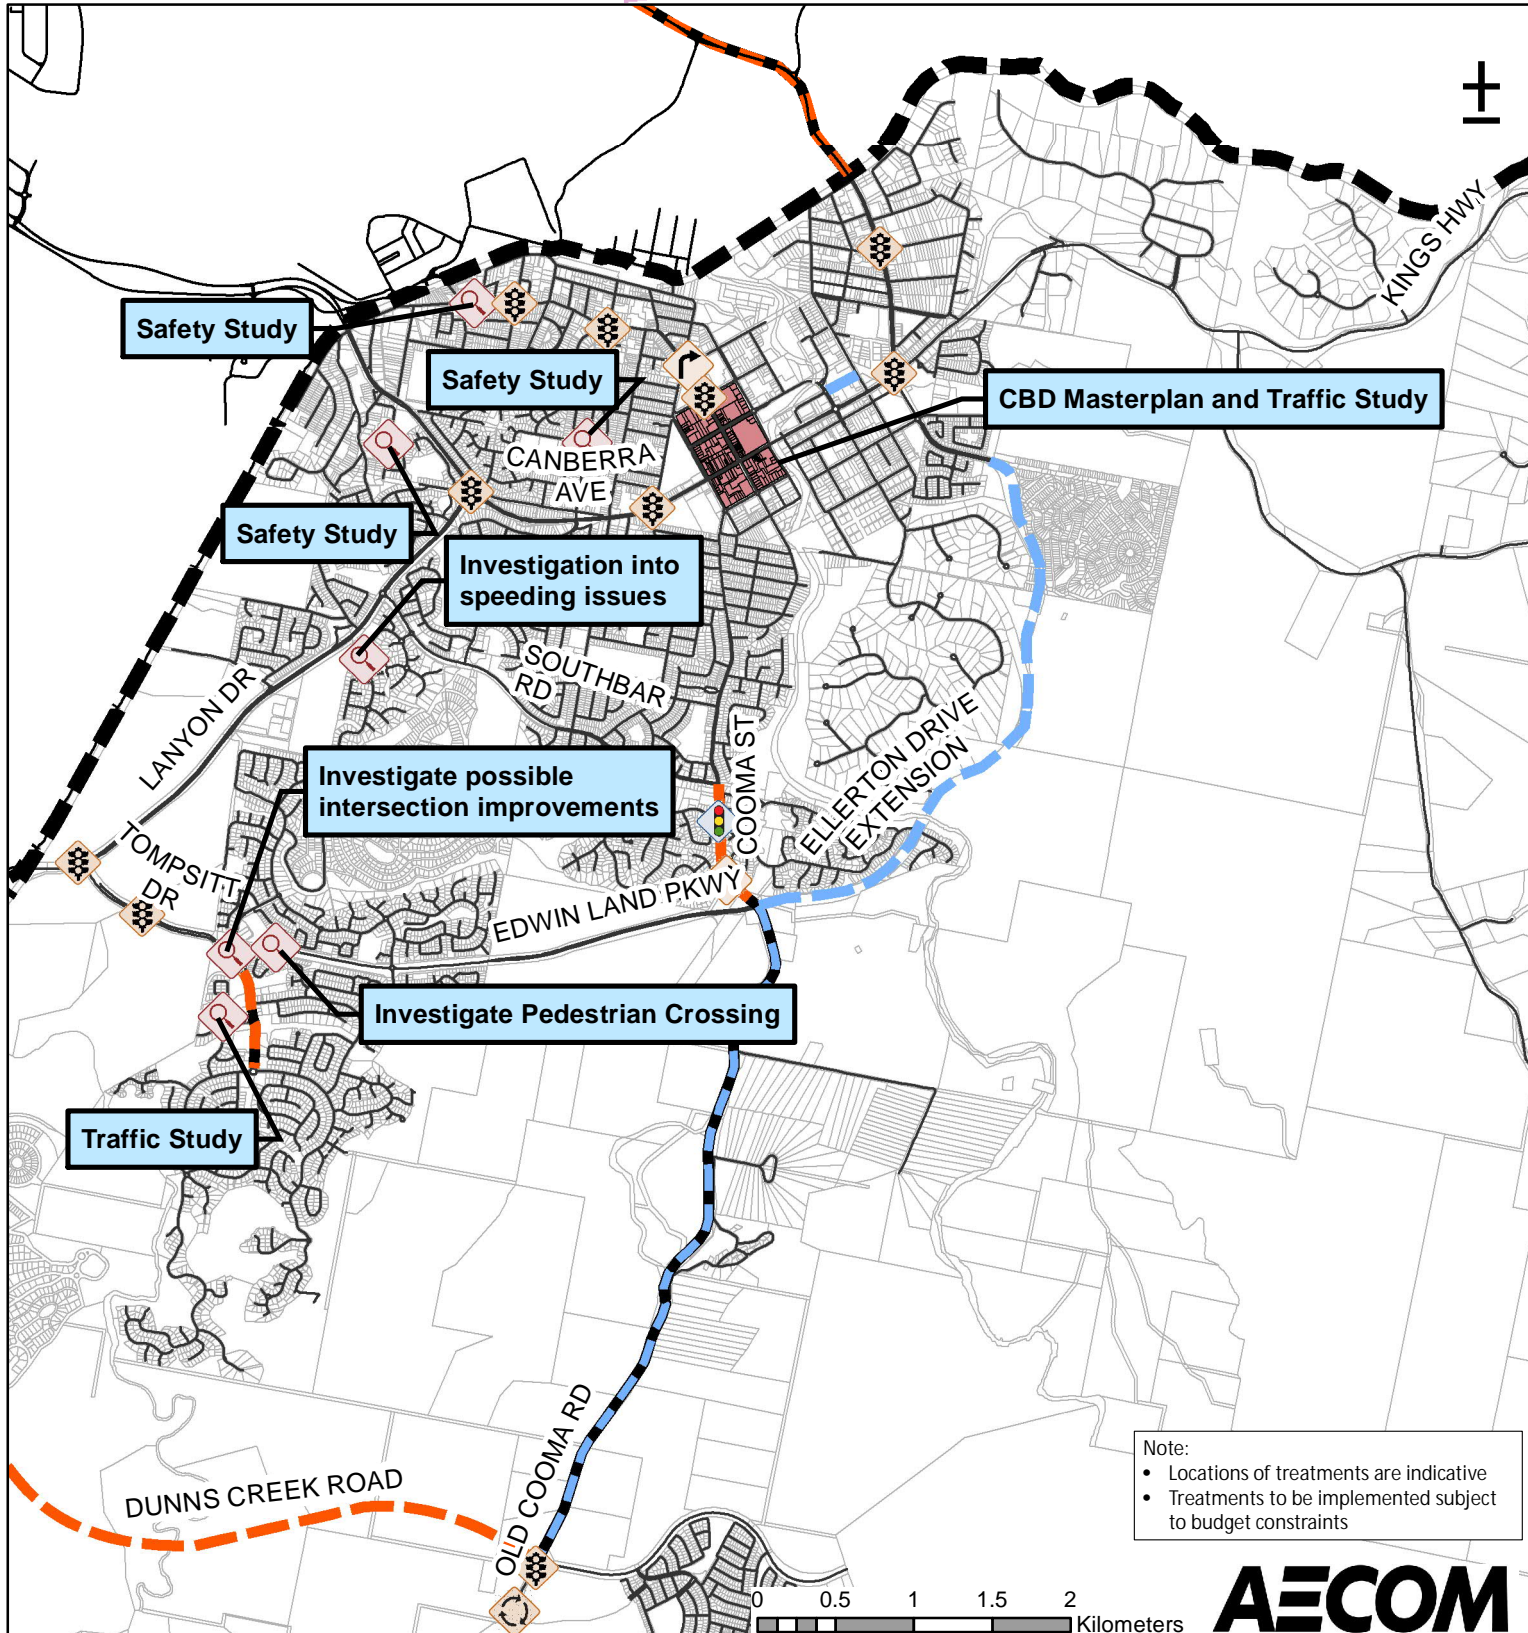 KINGS HWY
Safety Study
Safety Study
CBD Masterplan and Traffic Study
CANBERRA
AVE
Safety Study
Investigation into
speeding issues
SOUTHBAR
RD
LANYON DR
COOMA ST
ELLERTON DRIVE
EXTENSION
Investigate possible
intersection improvements
TOMPSITT
DR
EDWIN LAND PKWY
Investigate Pedestrian Crossing
Traffic Study
OLD COOMA RD
DUNNS CREEK ROAD
Note:
• Locations of treatments are indicative
• Treatments to be implemented subject
to budget constraints
0 0.5 1 1.5 2
Kilometers
AECOM